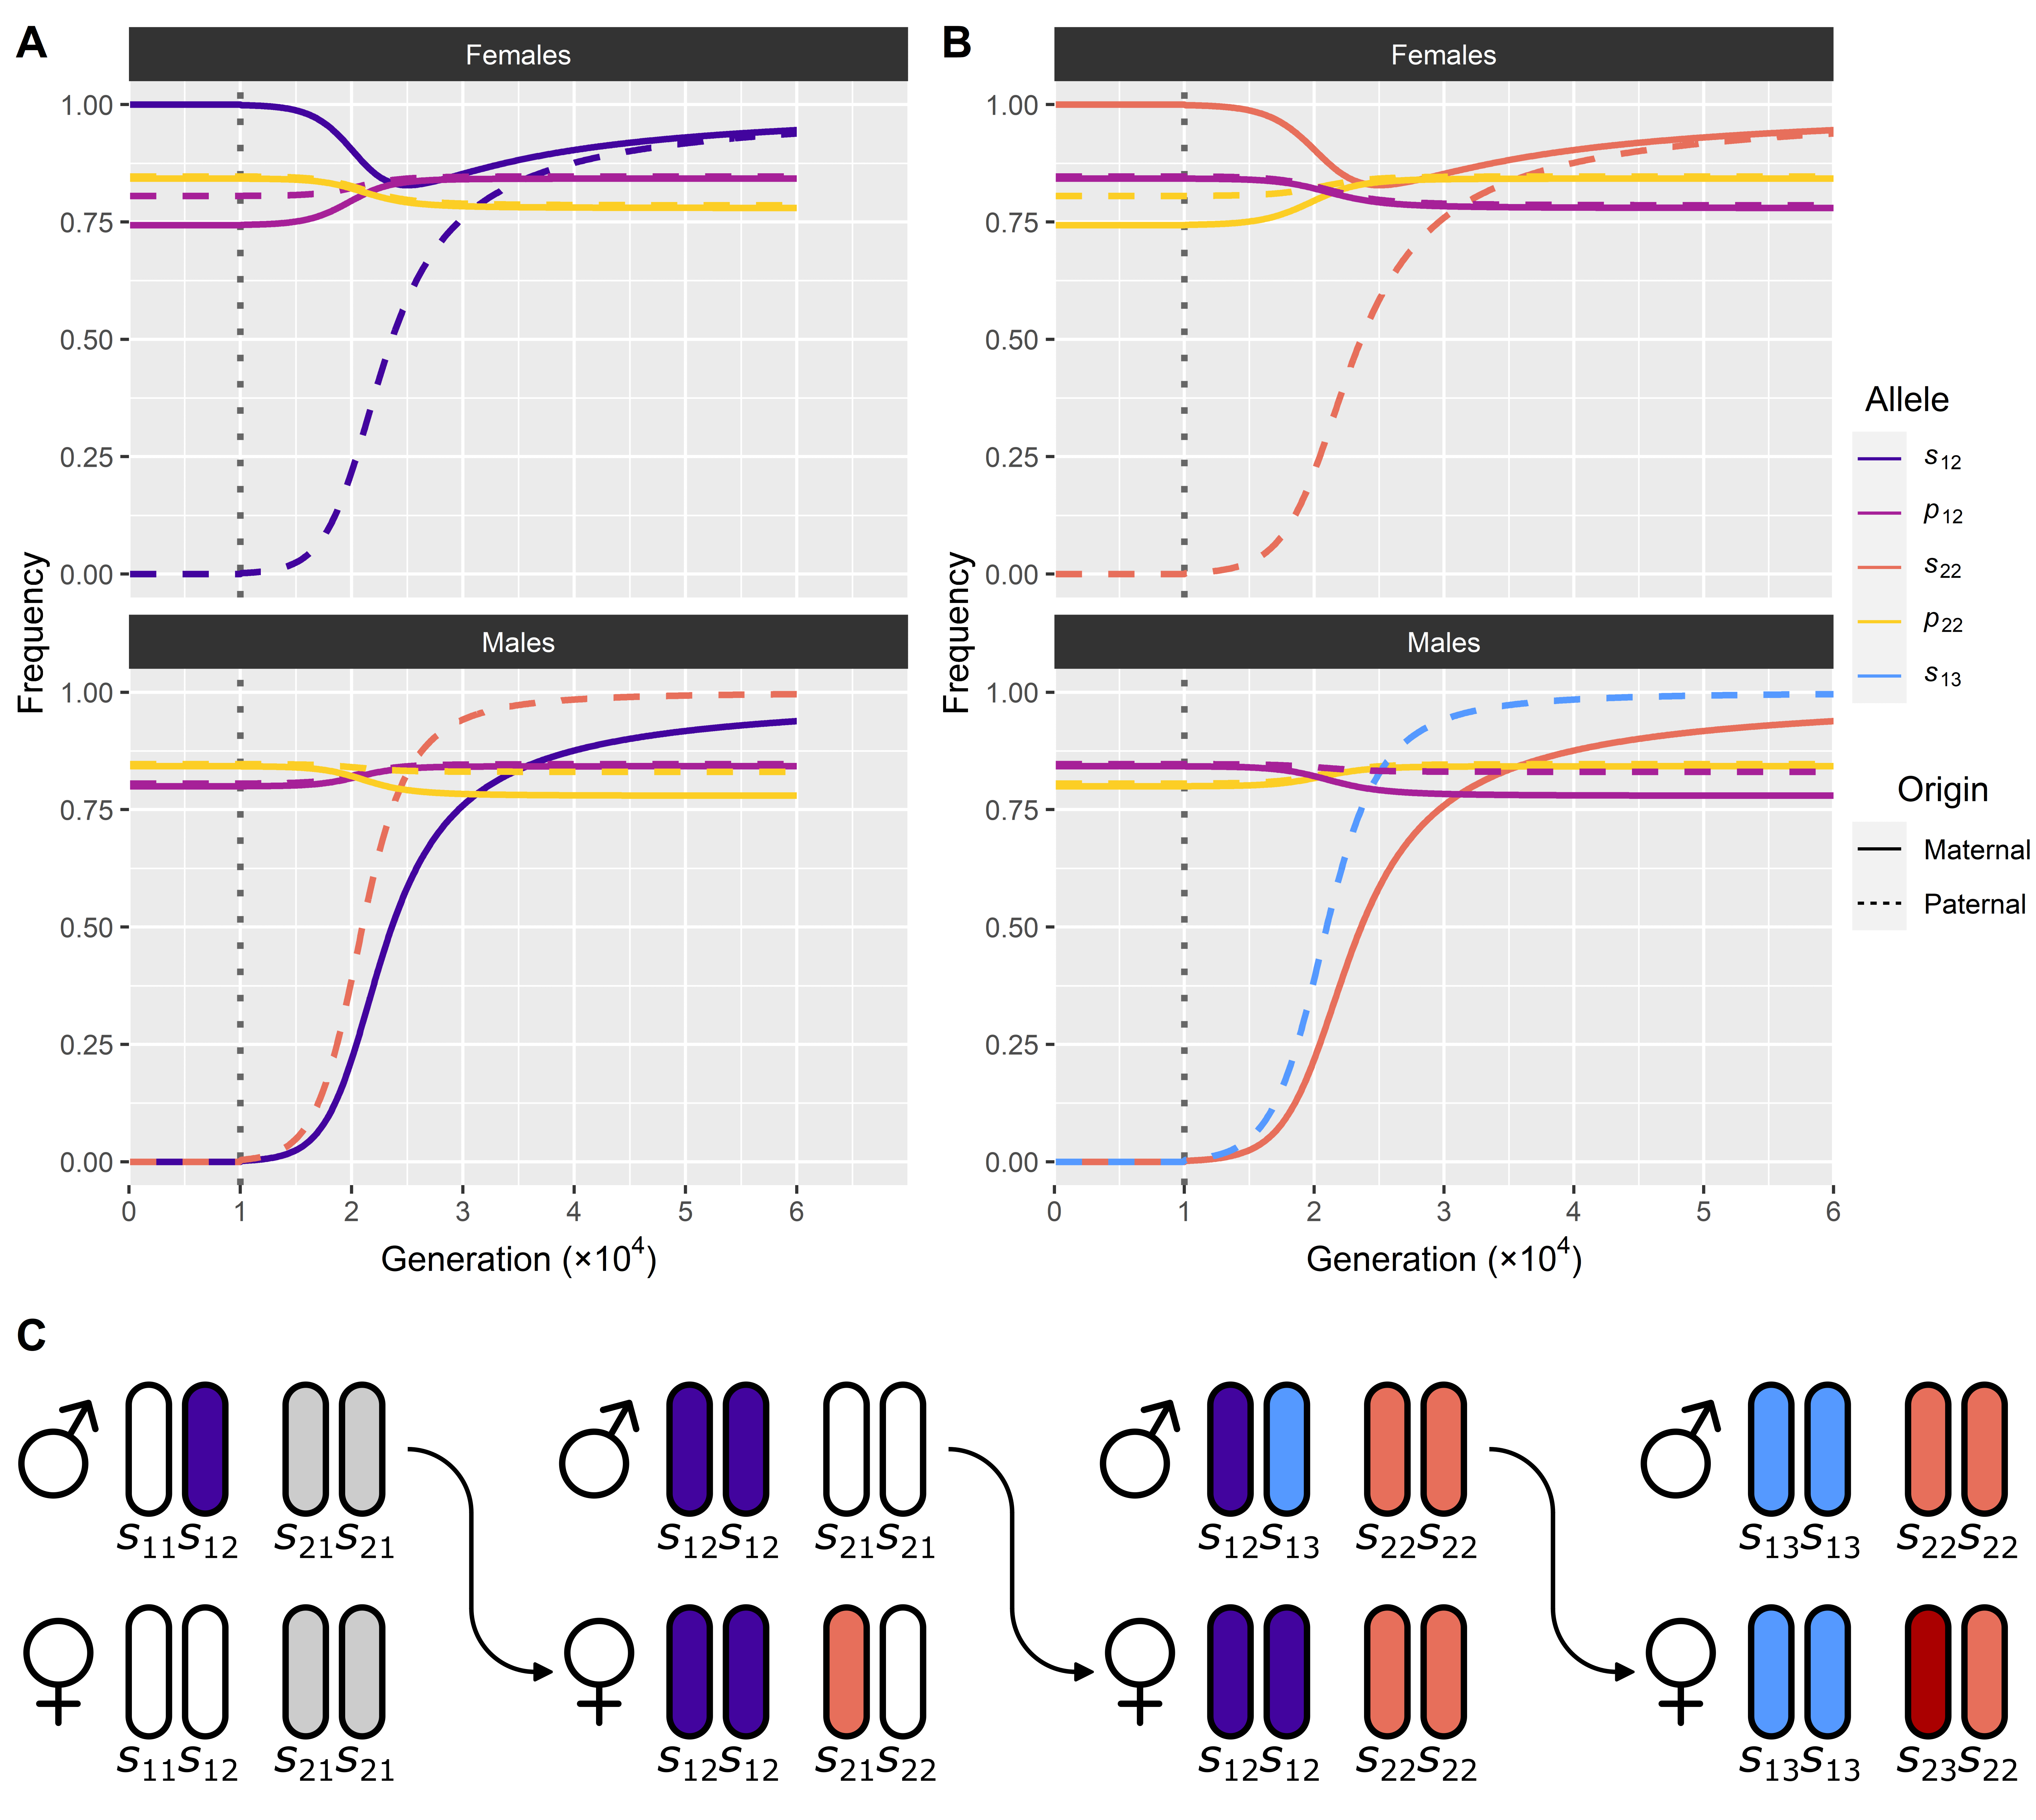 A
Females
1.00
0.75
0.50
0.25
0.00
Males
1.00
0.75
0.50
0.25
0.00
Frequency
0 1 2 3 4 5 6
Generation (×10⁴)
B
Females
1.00
0.75
0.50
0.25
0.00
Males
1.00
0.75
0.50
0.25
0.00
Frequency
0 1 2 3 4 5 6
Generation (×10⁴)
Allele
s₁₂
p₁₂
s₂₂
p₂₂
s₁₃
Origin
Maternal
Paternal
C
♂ s₁₁s₁₂ s₂₁s₂₁ ♂ s₁₂s₁₂ s₂₁s₂₁ ♂ s₁₂s₁₃ s₂₂s₂₂ ♂ s₁₃s₁₃ s₂₂s₂₂
♀ s₁₁s₁₂ s₂₁s₂₁ ♀ s₁₂s₁₂ s₂₁s₂₂ ♀ s₁₂s₁₂ s₂₂s₂₂ ♀ s₁₃s₁₃ s₂₃s₂₂